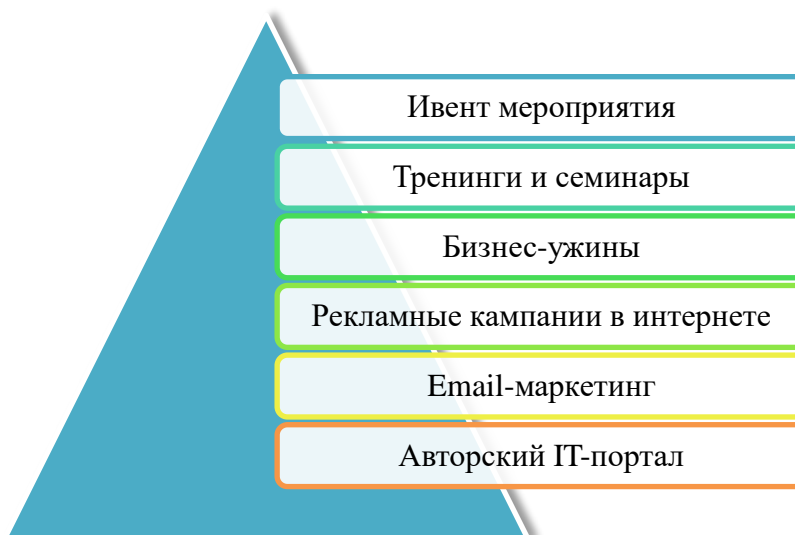 Ивент мероприятия
Тренинги и семинары
Бизнес-ужины
Рекламные кампании в интернете
Email-маркетинг
Авторский IT-портал